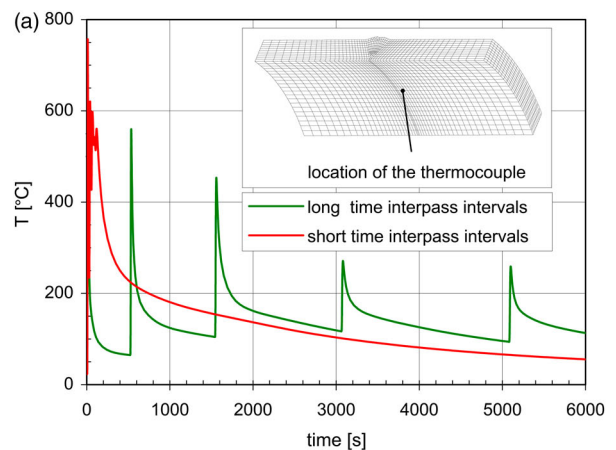 (a)
800
600
400
200
0
T [°C]
location of the thermocouple
long time interpass intervals
short time interpass intervals
0 1000 2000 3000 4000 5000 6000
time [s]